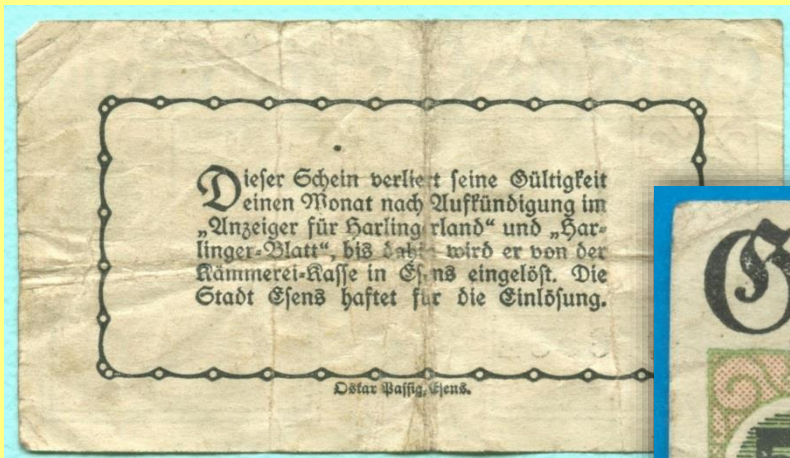 Dieser Schein verliert seine Gültigkeit
einen Monat nach Aufkündigung im
„Anzeiger für Harlingerland“ und „Har-
linger-Blatt“, bis dahin wird er von der
Kämmerei-Kasse in Esens eingelöst. Die
Stadt Esens haftet für die Einlösung.
Oskar Passig, Esens.
G